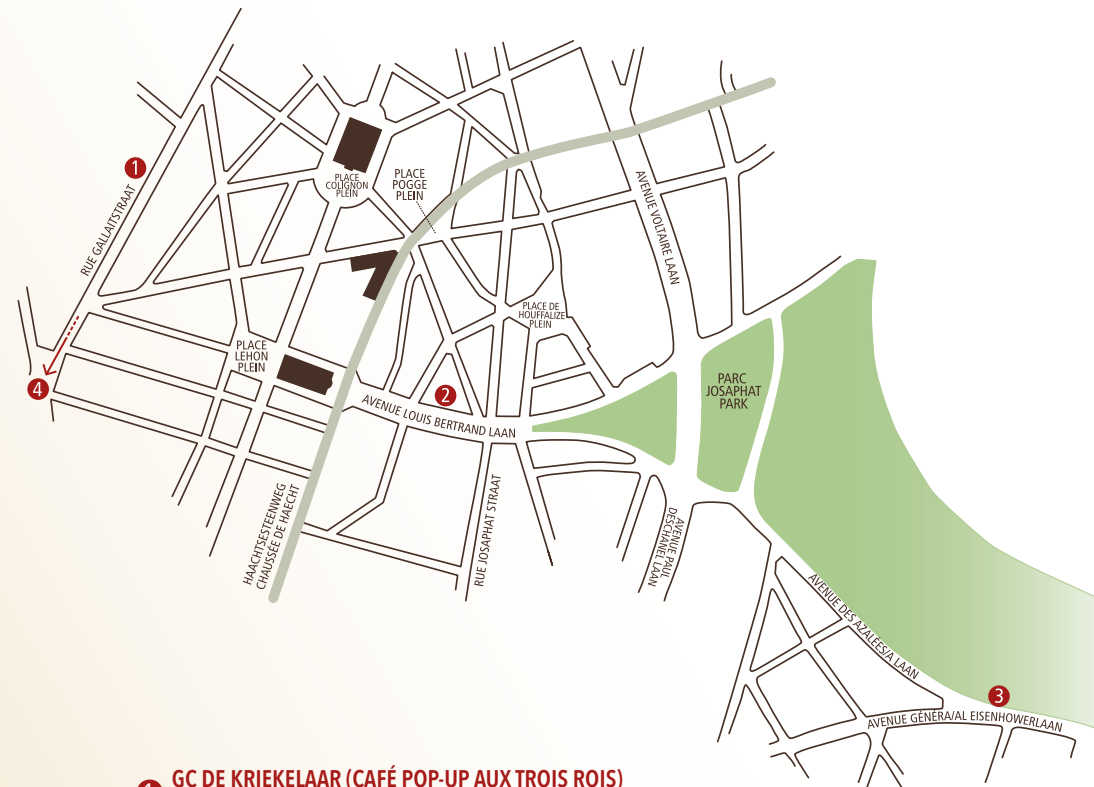 1
RUE GALLAITSTRAAT
PLACE
COLIGNON
PLEIN
PLACE
POGGE
PLEIN
AVENUE VOLTAIRE LAAN
PLACE DE
HOUFFALIZE
PLEIN
PLACE
LEHON
PLEIN
4
2
AVENUE LOUIS BERTRAND LAAN
PARC
JOSAPHAT
PARK
HAACHTSESTEENWEG
CHAUSSÉE DE HAECHT
RUE JOSAPHAT STRAAT
AVENUE PAUL
DESCHANEL LAAN
AVENUE DES AZALÉES/A LAAN
3
AVENUE GÉNÉRA/AL EISENHOWERLAAN
GC DE KRIEKELAAR (CAFÉ POP-UP AUX TROIS ROIS)